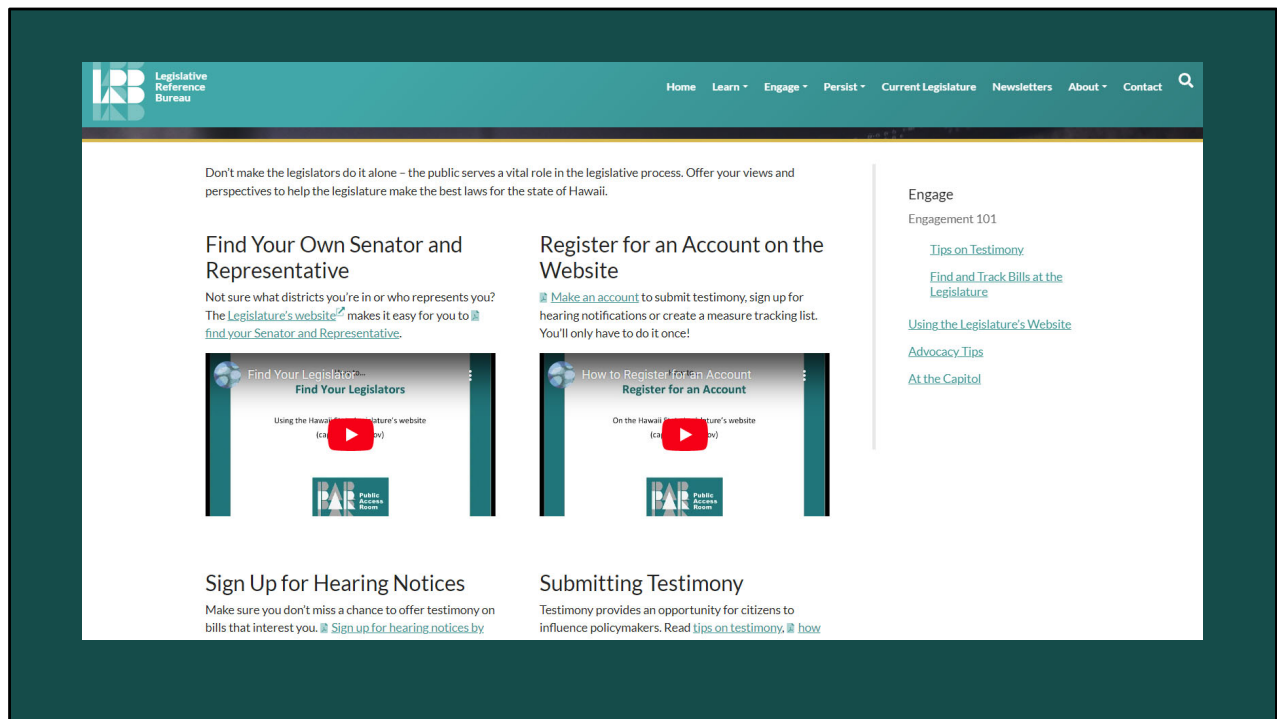 Legislative
Reference
Bureau
Home Learn Engage Persist Current Legislature Newsletters About Contact
Don't make the legislators do it alone – the public serves a vital role in the legislative process. Offer your views and
perspectives to help the legislature make the best laws for the state of Hawaii.
Find Your Own Senator and
Representative
Not sure what districts you're in or who represents you?
The Legislature's website makes it easy for you to
find your Senator and Representative.
Find Your Legislator
Find Your Legislators
Using the Hawaii
website
Public
Access
Room
Register for an Account on the
Website
Make an account to submit testimony, sign up for
hearing notifications or create a measure tracking list.
You'll only have to do it once!
How to Register for an Account
Register for an Account
On the Hawaii
website
Public
Access
Room
Sign Up for Hearing Notices
Make sure you don't miss a chance to offer testimony on
bills that interest you. Sign up for hearing notices by
Submitting Testimony
Testimony provides an opportunity for citizens to
influence policymakers. Read tips on testimony, how
Engage
Engagement 101
Tips on Testimony
Find and Track Bills at the
Legislature
Using the Legislature's Website
Advocacy Tips
At the Capitol